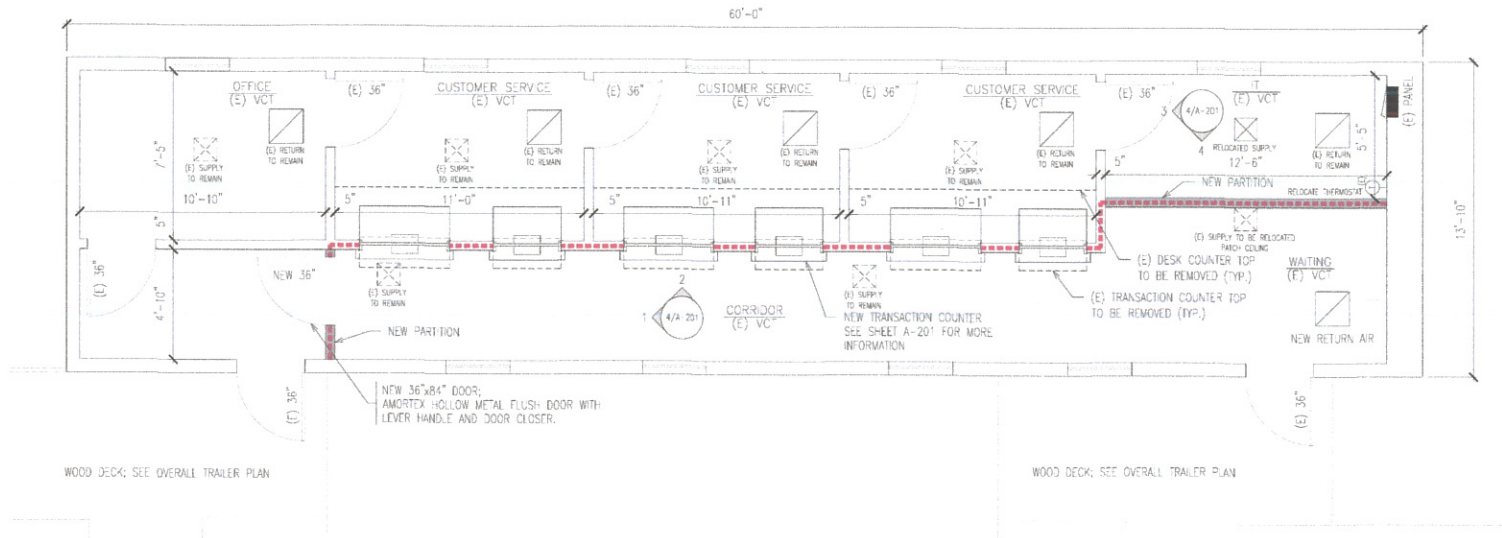 60'-0"
OFFICE
(E) VCT
(E) 36"
CUSTOMER SERVICE
(E) VCT
(E) 36"
CUSTOMER SERVICE
(E) VCT
(E) 36"
CUSTOMER SERVICE
(E) VCT
(E) 36"
IT
(E) VCT
(E) PANEL
3
4/A-201
4
7'-5"
(E) SUPPLY
TO REMAIN
(E) RETURN
TO REMAIN
(E) SUPPLY
TO REMAIN
(E) RETURN
TO REMAIN
(E) SUPPLY
TO REMAIN
(E) RETURN
TO REMAIN
(E) SUPPLY
TO REMAIN
(E) RETURN
TO REMAIN
RELOCATED SUPPLY
(E) RETURN
TO REMAIN
5'-5"
10'-10"
5"
11'-0"
5"
10'-11"
5"
10'-11"
5"
12'-6"
NEW PARTITION
RELOCATE THERMOSTAT
(E)
T
13'-10"
5"
(E) 36"
4'-10"
NEW 36"
(E) SUPPLY
TO REMAIN
2
1
4/A-201
CORRIDOR
(E) VCT
(E) SUPPLY
TO REMAIN
NEW TRANSACTION COUNTER
SEE SHEET A-201 FOR MORE
INFORMATION
(E) SUPPLY TO BE RELOCATED
PATCH CEILING
(E) DESK COUNTER TOP
TO BE REMOVED (TYP.)
(E) TRANSACTION COUNTER TOP
TO BE REMOVED (TYP.)
WAITING
(E) VCT
NEW RETURN AIR
NEW PARTITION
(E) 36"
NEW 36"x84" DOOR;
AMORTEX HOLLOW METAL FLUSH DOOR WITH
LEVER HANDLE AND DOOR CLOSER.
(E) 36"
WOOD DECK; SEE OVERALL TRAILER PLAN
WOOD DECK; SEE OVERALL TRAILER PLAN